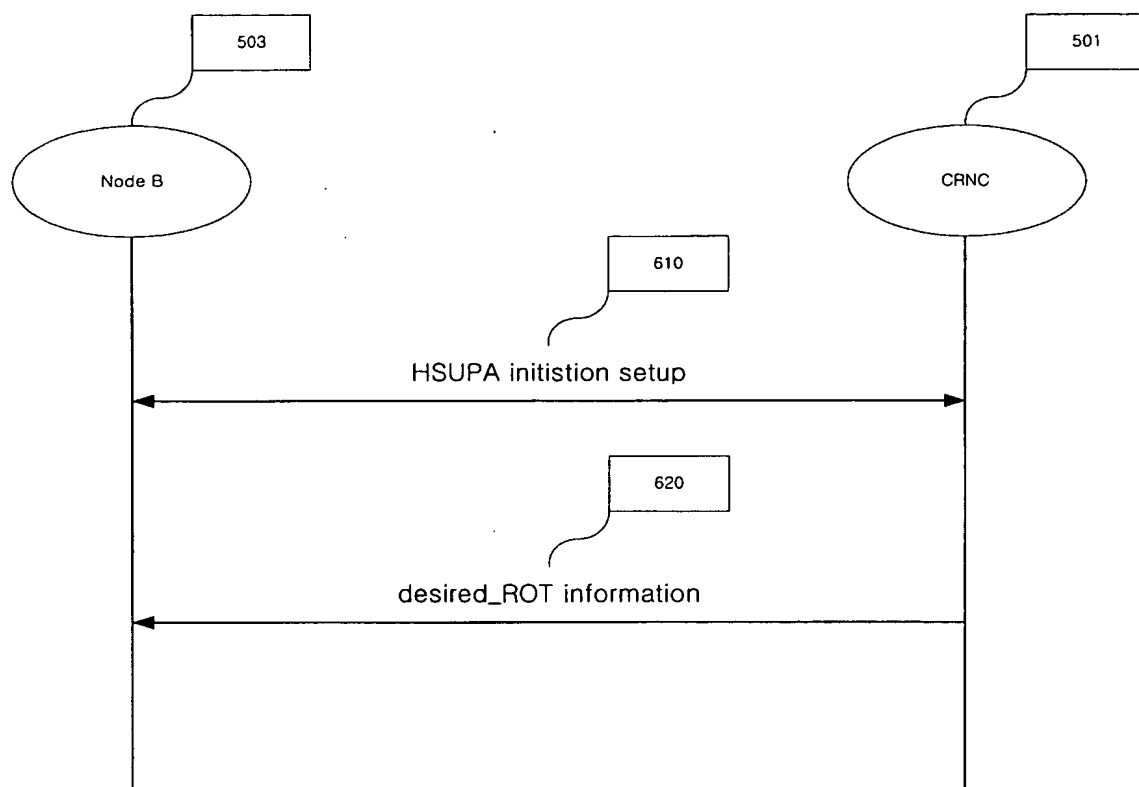 503
501
Node B
CRNC
610
HSUPA initistion setup
620
desired_ROT information